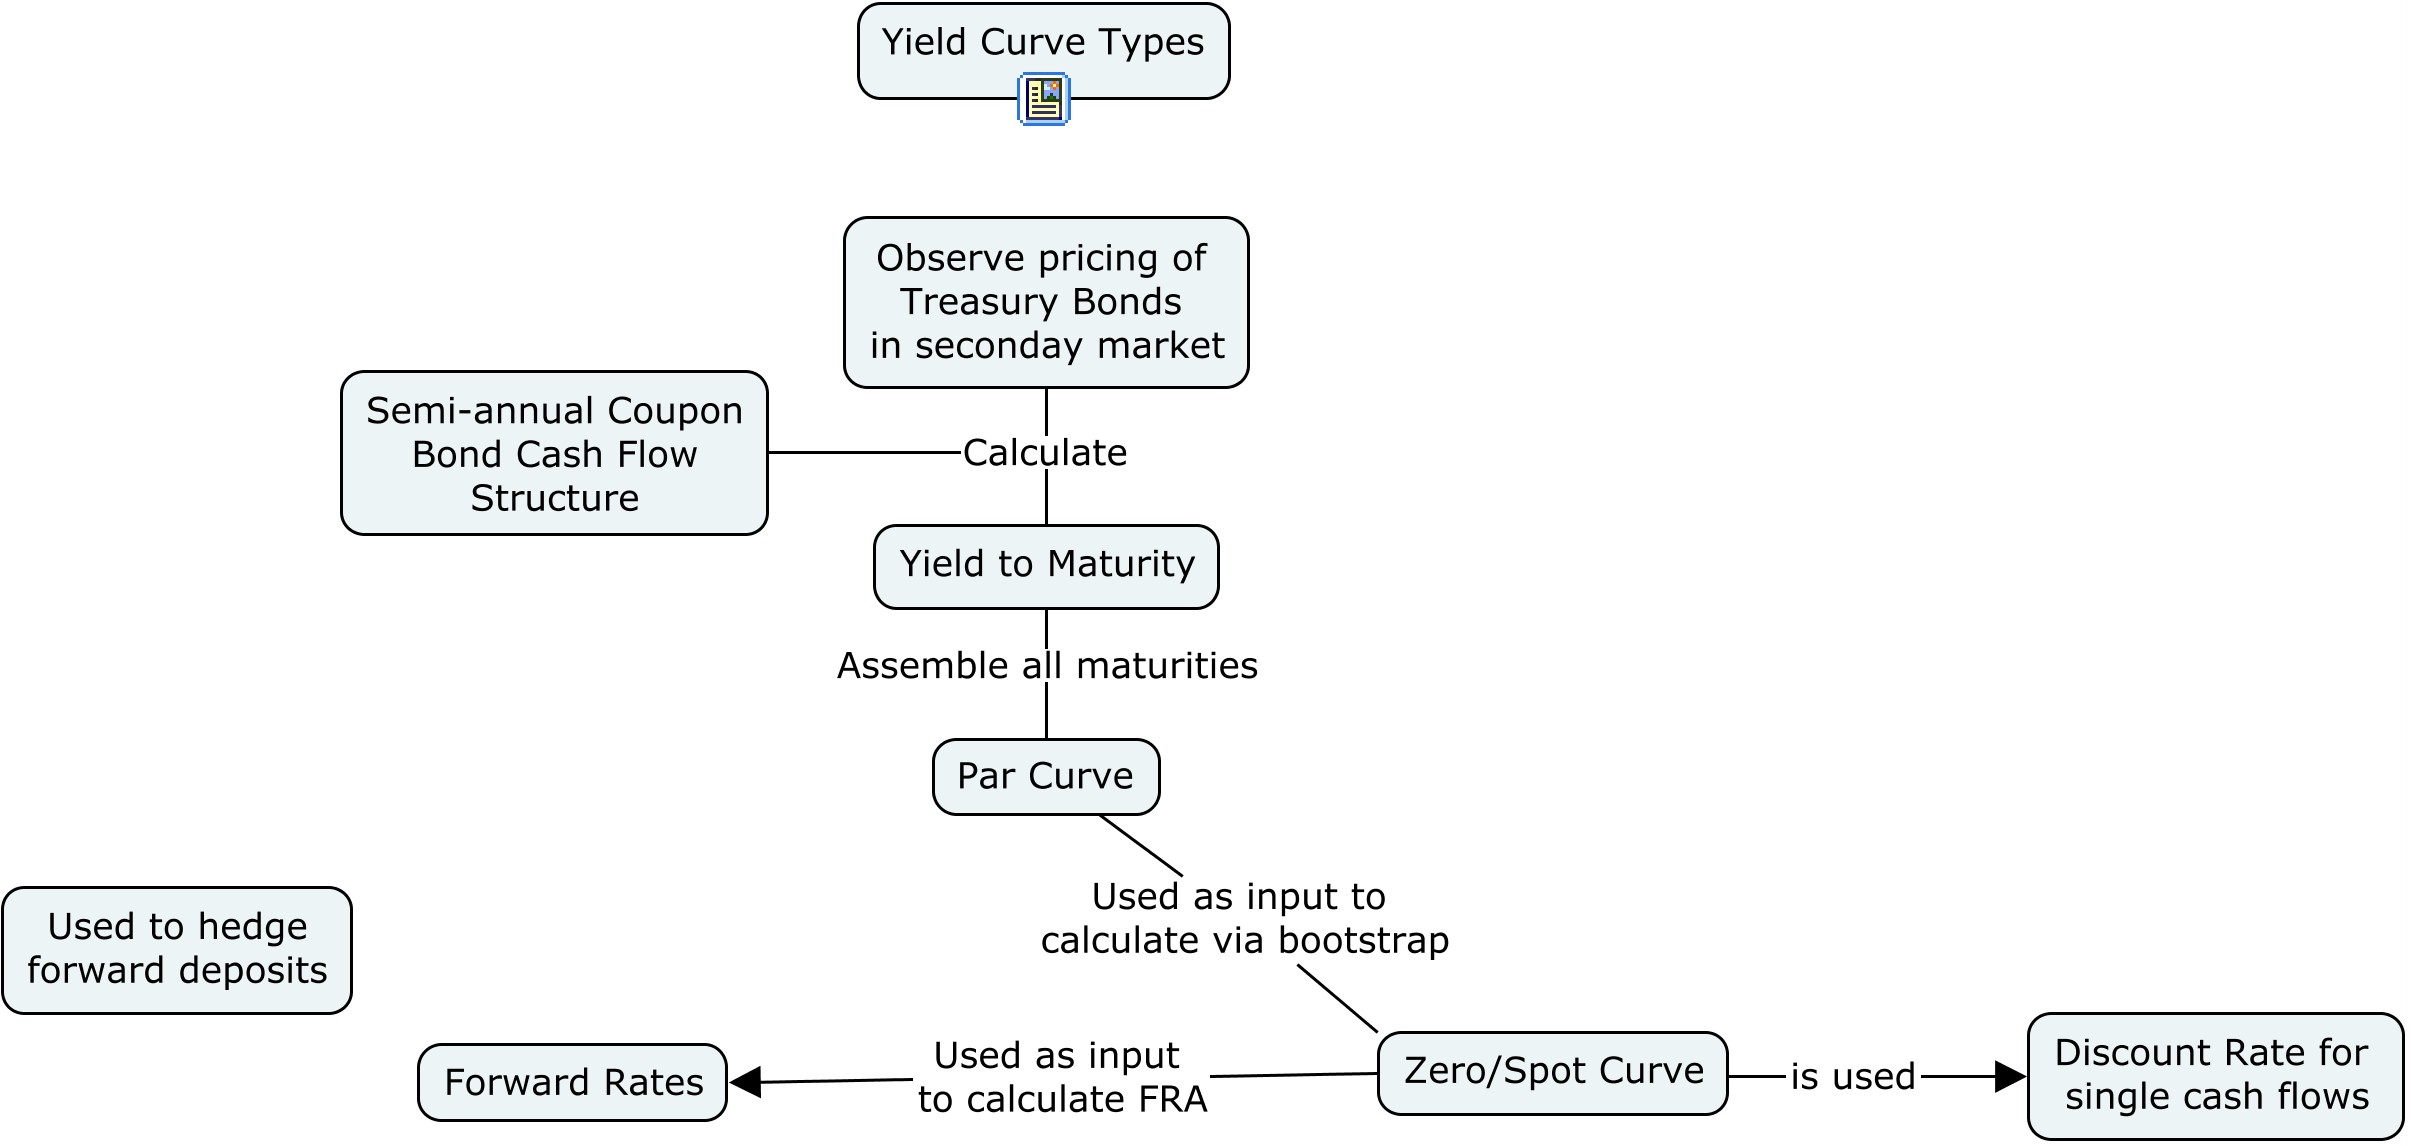 Yield Curve Types
Observe pricing of
Treasury Bonds
in seconday market
Semi-annual Coupon
Bond Cash Flow
Structure
Calculate
Yield to Maturity
Assemble all maturities
Par Curve
Used as input to
calculate via bootstrap
Used to hedge
forward deposits
Forward Rates
Used as input
to calculate FRA
Zero/Spot Curve
is used
Discount Rate for
single cash flows